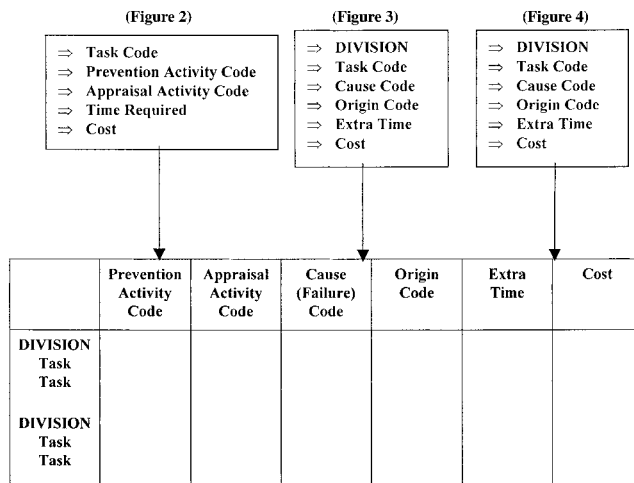 (Figure 2)
⇒ Task Code
⇒ Prevention Activity Code
⇒ Appraisal Activity Code
⇒ Time Required
⇒ Cost
(Figure 3)
⇒ DIVISION
⇒ Task Code
⇒ Cause Code
⇒ Origin Code
⇒ Extra Time
⇒ Cost
(Figure 4)
⇒ DIVISION
⇒ Task Code
⇒ Cause Code
⇒ Origin Code
⇒ Extra Time
⇒ Cost
Prevention
Activity
Code
Appraisal
Activity
Code
Cause
(Failure)
Code
Origin
Code
Extra
Time
Cost
DIVISION
Task
Task
DIVISION
Task
Task